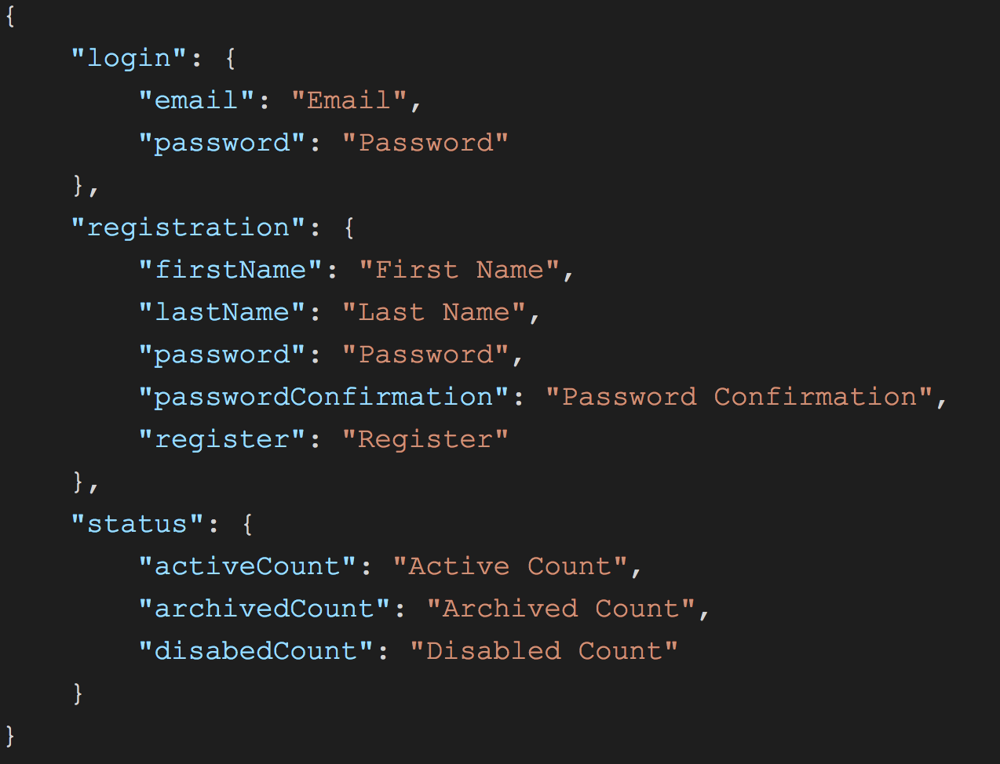 {
    "login": {
        "email": "Email",
        "password": "Password"
    },
    "registration": {
        "firstName": "First Name",
        "lastName": "Last Name",
        "password": "Password",
        "passwordConfirmation": "Password Confirmation",
        "register": "Register"
    },
    "status": {
        "activeCount": "Active Count",
        "archivedCount": "Archived Count",
        "disabedCount": "Disabled Count"
    }
}